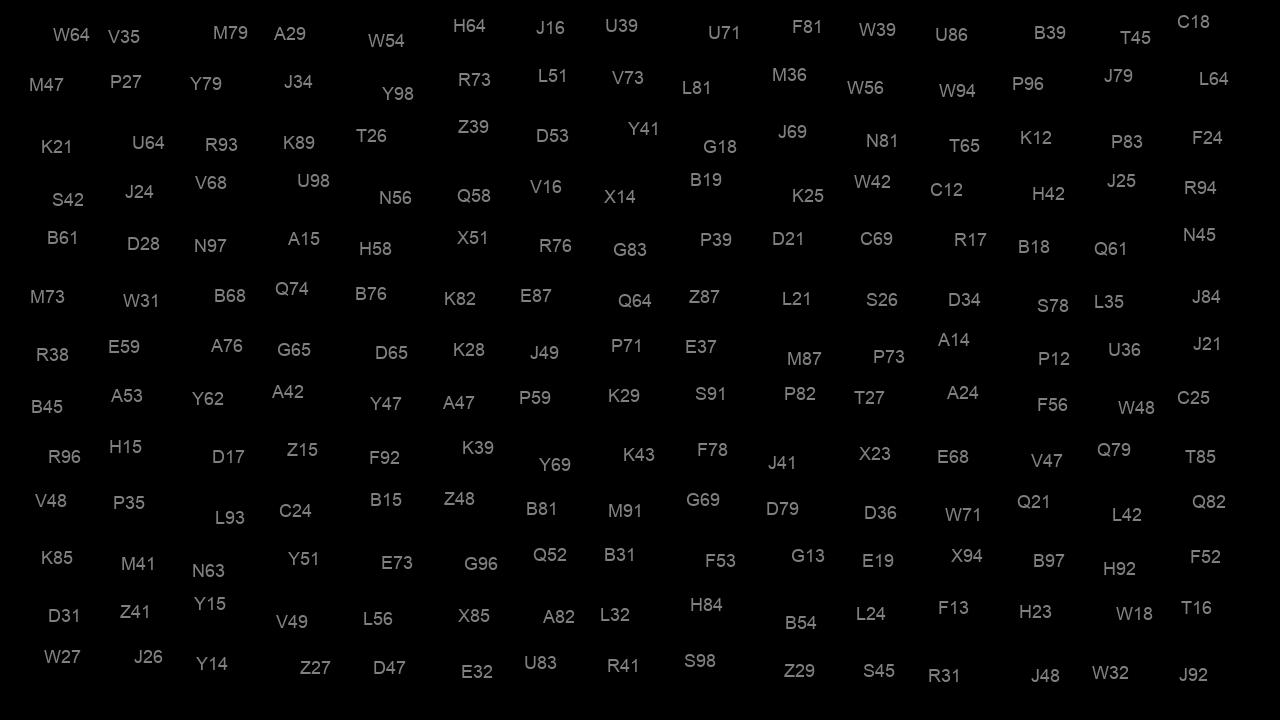 W64 V35 M79 A29 W54 H64 J16 U39 U71 F81 W39 U86 B39 T45 C18
M47 P27 Y79 J34 Y98 R73 L51 V73 L81 M36 W56 W94 P96 J79 L64
K21 U64 R93 K89 T26 Z39 D53 Y41 G18 J69 N81 T65 K12 P83 F24
S42 J24 V68 U98 N56 Q58 V16 X14 B19 K25 W42 C12 H42 J25 R94
B61 D28 N97 A15 H58 X51 R76 G83 P39 D21 C69 R17 B18 Q61 N45
M73 W31 B68 Q74 B76 K82 E87 Q64 Z87 L21 S26 D34 S78 L35 J84
R38 E59 A76 G65 D65 K28 J49 P71 E37 M87 P73 A14 P12 U36 J21
B45 A53 Y62 A42 Y47 A47 P59 K29 S91 P82 T27 A24 F56 W48 C25
R96 H15 D17 Z15 F92 K39 Y69 K43 F78 J41 X23 E68 V47 Q79 T85
V48 P35 L93 C24 B15 Z48 B81 M91 G69 D79 D36 W71 Q21 L42 Q82
K85 M41 N63 Y51 E73 G96 Q52 B31 F53 G13 E19 X94 B97 H92 F52
D31 Z41 Y15 V49 L56 X85 A82 L32 H84 B54 L24 F13 H23 W18 T16
W27 J26 Y14 Z27 D47 E32 U83 R41 S98 Z29 S45 R31 J48 W32 J92